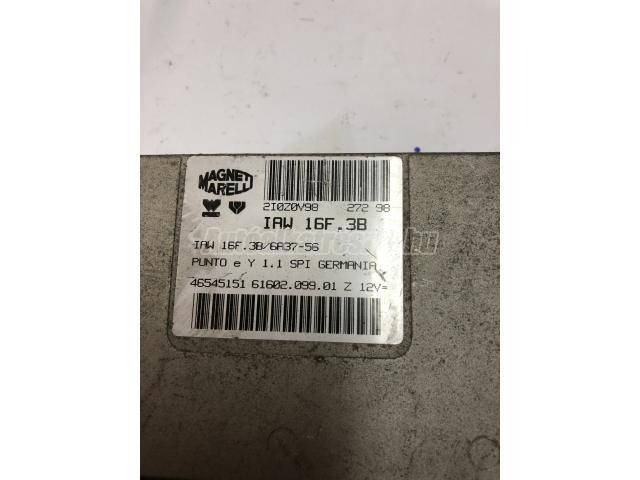 MAGNETI
MARELLI
2I0Z0V98 272 98
IAW 16F.3B
IAW 16F.3B/6A37-56
PUNTO e Y 1.1 SPI GERMANIA
46545151 61602.099.01 Z 12V=